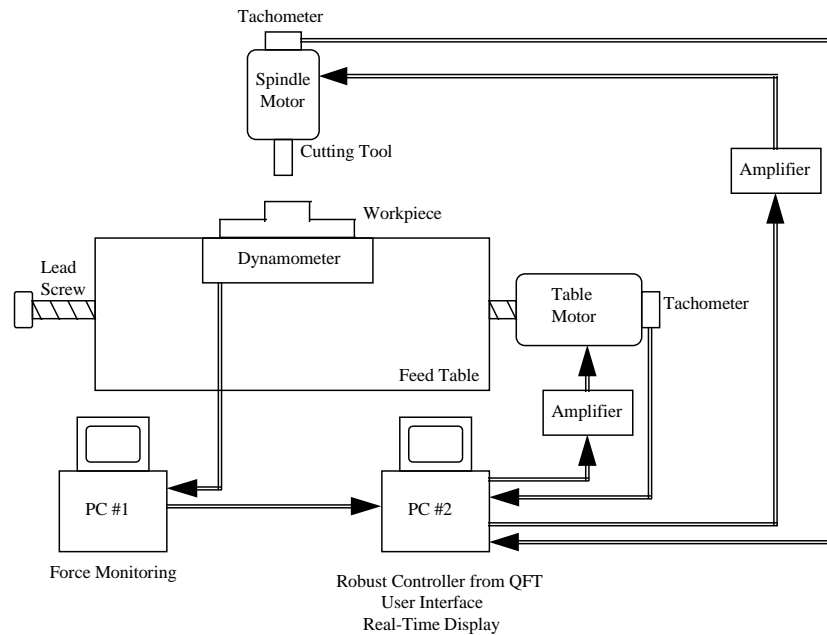 Tachometer
Spindle
Motor
Cutting Tool
Amplifier
Workpiece
Dynamometer
Lead
Screw
Table
Motor
Tachometer
Feed Table
Amplifier
PC #1
PC #2
Force Monitoring
Robust Controller from QFT
User Interface
Real-Time Display